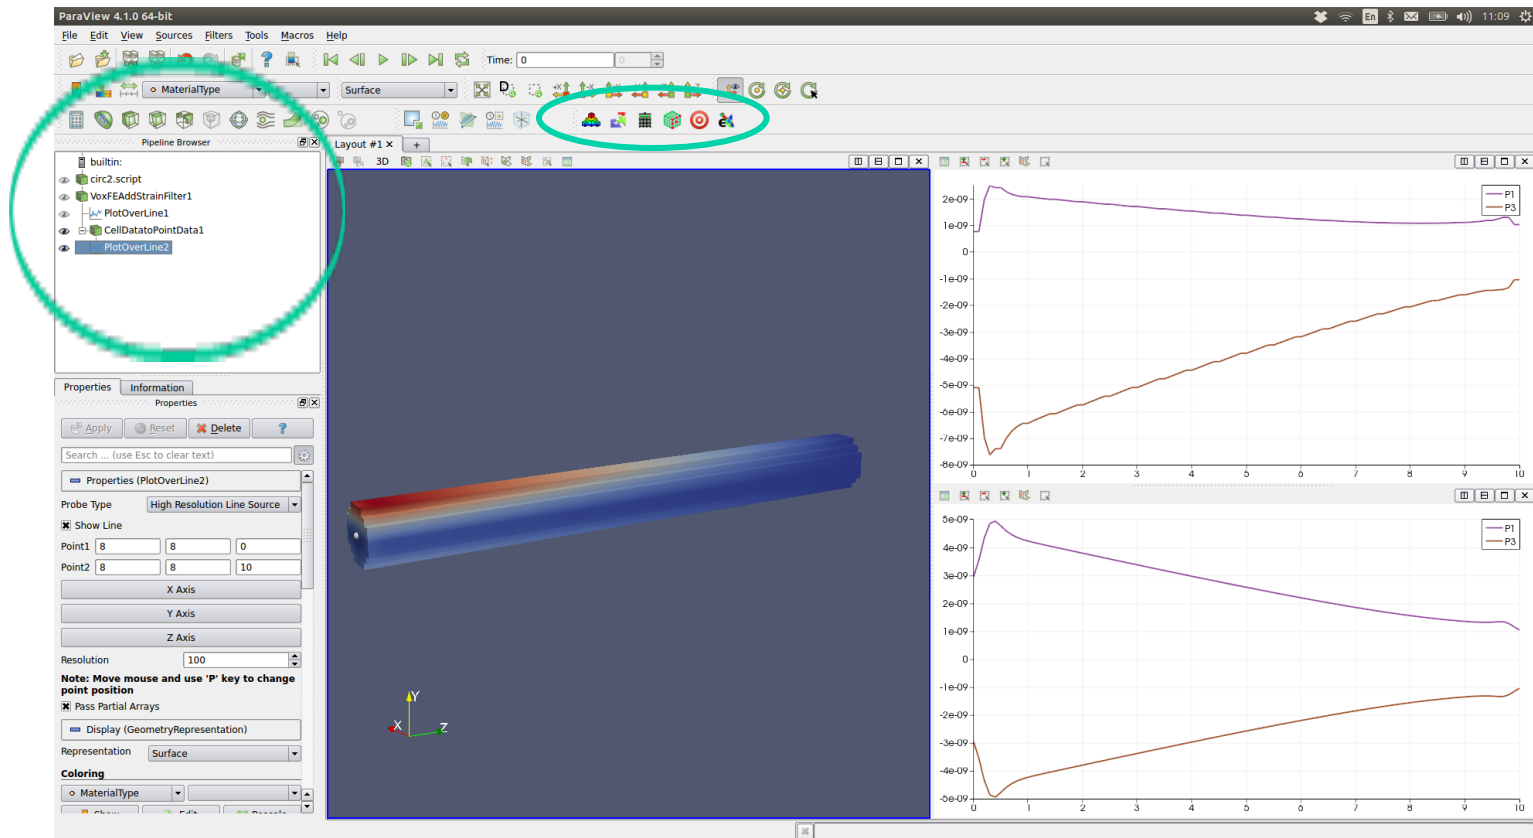 ParaView 4.1.0 64-bit
En
11:09
File Edit View Sources Filters Tools Macros Help
Time: 0
0
MaterialType
Surface
Pipeline Browser
Layout #1
3D
builtin:
circ2.script
VoxFEAddStrainFilter1
PlotOverLine1
CellDatatoPointData1
PlotOverLine2
Properties Information
Properties
Apply Reset Delete ?
Search ... (use Esc to clear text)
Properties (PlotOverLine2)
Probe Type High Resolution Line Source
Show Line
Point1 8 8 0
Point2 8 8 10
X Axis
Y Axis
Z Axis
Resolution 100
Note: Move mouse and use 'P' key to change
point position
Pass Partial Arrays
Display (GeometryRepresentation)
Representation Surface
Coloring
MaterialType
Show Edit Rescale
Y
X
Z
P1
P3
2e-09
1e-09
0
-1e-09
-2e-09
-3e-09
-4e-09
-5e-09
-6e-09
-7e-09
-8e-09
0 1 2 3 4 5 6 7 8 9 10
P1
P3
5e-09
4e-09
3e-09
2e-09
1e-09
0
-1e-09
-2e-09
-3e-09
-4e-09
-5e-09
0 1 2 3 4 5 6 7 8 9 10